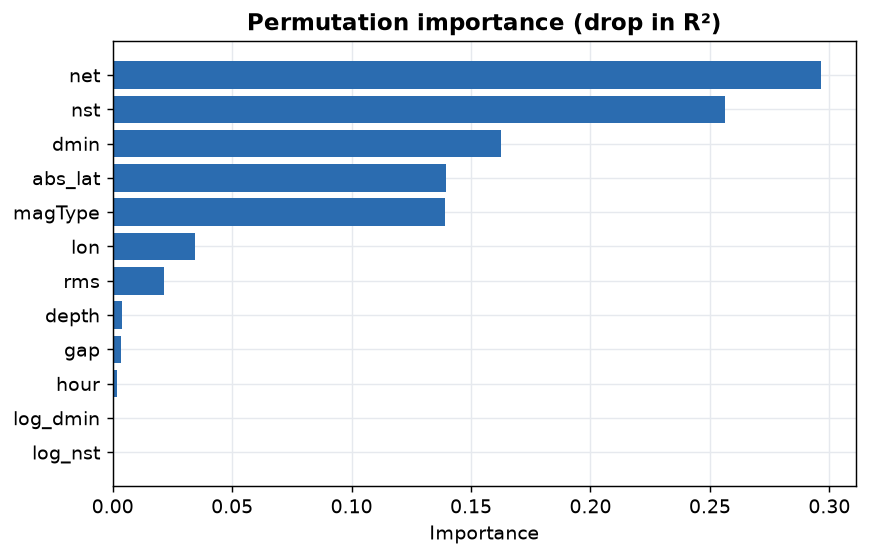 Permutation importance (drop in R²)
net
nst
dmin
abs_lat
magType
lon
rms
depth
gap
hour
log_dmin
log_nst
0.00 0.05 0.10 0.15 0.20 0.25 0.30
Importance